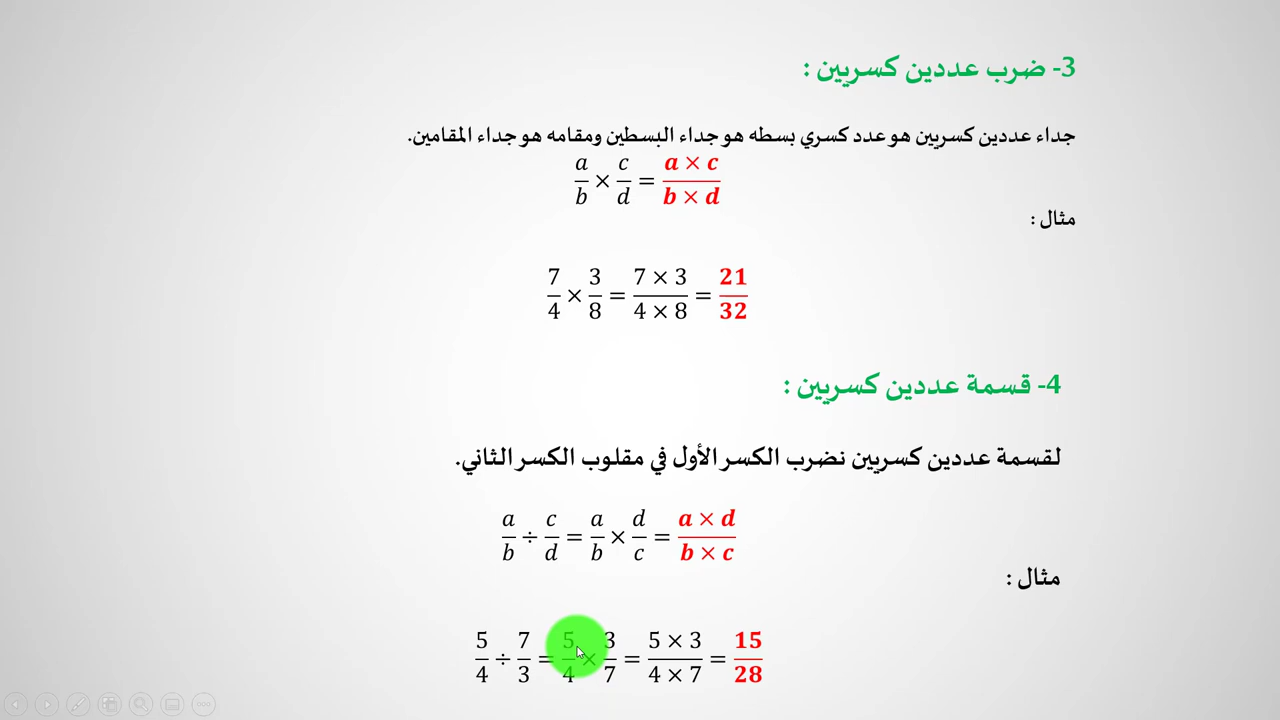 3- ضرب عددين كسريين :
جداء عددين كسريين هو عدد كسري بسطه هو جداء البسطين ومقامه هو جداء المقامين.
a/b × c/d = a × c / b × d
مثال :
7/4 × 3/8 = 7 × 3 / 4 × 8 = 21/32
4- قسمة عددين كسريين :
لقسمة عددين كسريين نضرب الكسر الأول في مقلوب الكسر الثاني.
a/b ÷ c/d = a/b × d/c = a × d / b × c
مثال :
5/4 ÷ 7/3 = 5/4 × 3/7 = 5 × 3 / 4 × 7 = 15/28